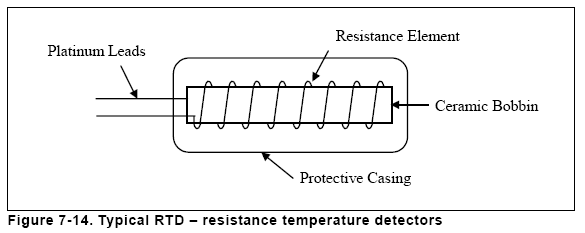 Resistance Element
Platinum Leads
Ceramic Bobbin
Protective Casing
Figure 7-14. Typical RTD – resistance temperature detectors